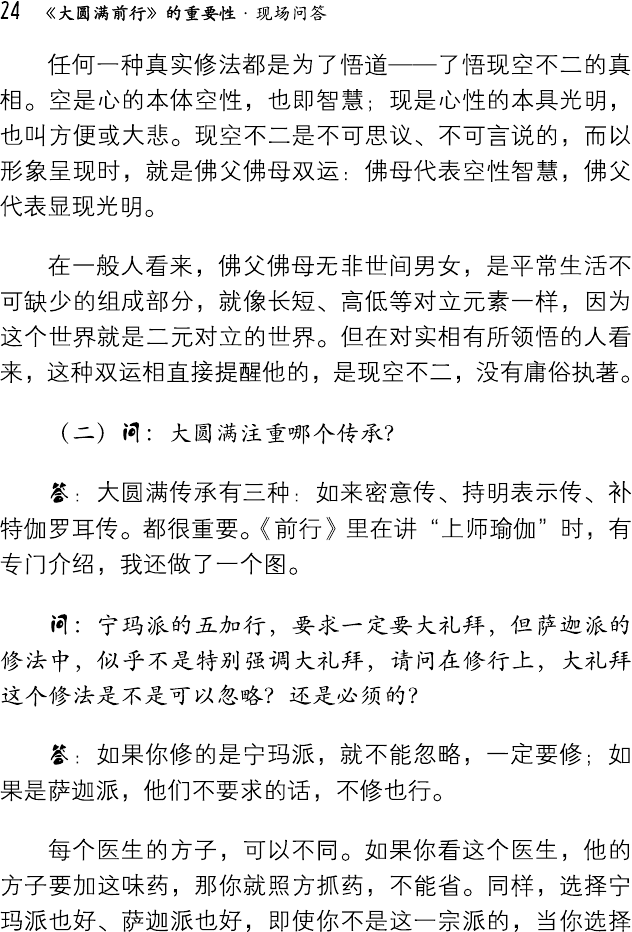 24 《大圆满前行》的重要性·现场问答
任何一种真实修法都是为了悟道——了悟现空不二的真
相。空是心的本体空性，也即智慧；现是心性的本具光明，
也叫方便或大悲。现空不二是不可思议、不可言说的，而以
形象呈现时，就是佛父佛母双运：佛母代表空性智慧，佛父
代表显现光明。
在一般人看来，佛父佛母无非世间男女，是平常生活不
可缺少的组成部分，就像长短、高低等对立元素一样，因为
这个世界就是二元对立的世界。但在对实相有所领悟的人看
来，这种双运相直接提醒他的，是现空不二，没有庸俗执著。
（二）问：大圆满注重哪个传承？
答：大圆满传承有三种：如来密意传、持明表示传、补
特伽罗耳传。都很重要。《前行》里在讲“上师瑜伽”时，有
专门介绍，我还做了一个图。
问：宁玛派的五加行，要求一定要大礼拜，但萨迦派的
修法中，似乎不是特别强调大礼拜，请问在修行上，大礼拜
这个修法是不是可以忽略？还是必须的？
答：如果你修的是宁玛派，就不能忽略，一定要修；如
果是萨迦派，他们不要求的话，不修也行。
每个医生的方子，可以不同。如果你看这个医生，他的
方子要加这味药，那你就照方抓药，不能省。同样，选择宁
玛派也好、萨迦派也好，即使你不是这一宗派的，当你选择